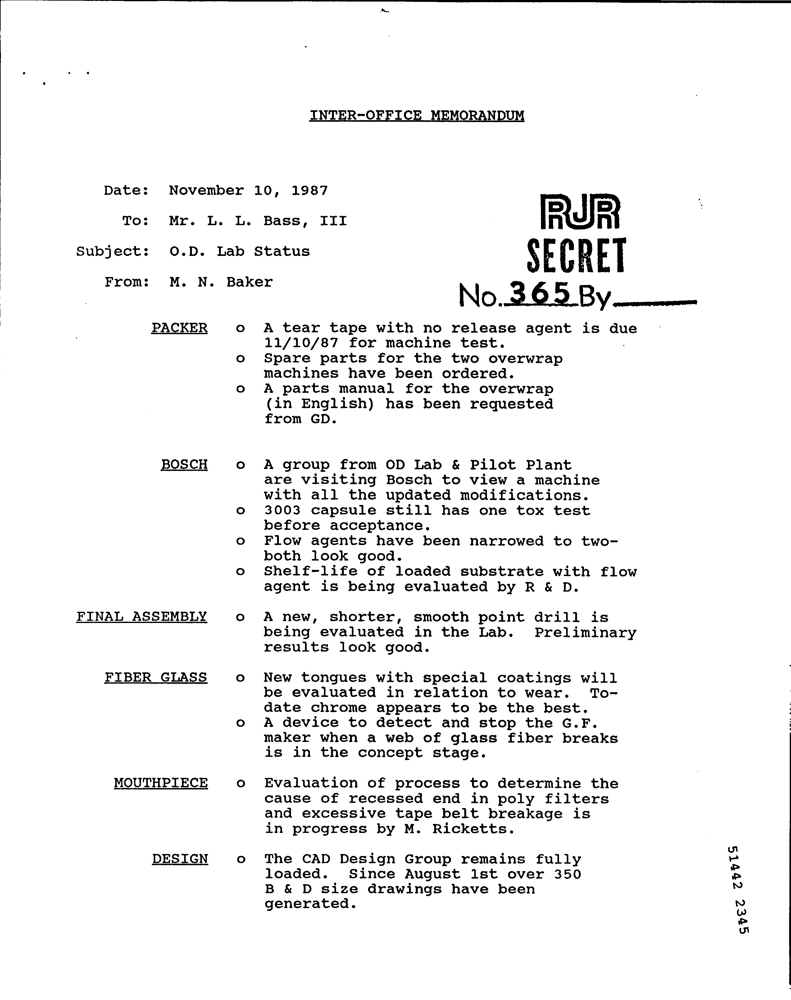 INTER-OFFICE MEMORANDUM
Date: November 10, 1987
To: Mr. L. L. Bass, III
Subject: O.D. Lab Status
From: M. N. Baker
RJR
SECRET
No. 365 By
PACKER o A tear tape with no release agent is due
11/10/87 for machine test.
o Spare parts for the two overwrap
machines have been ordered.
o A parts manual for the overwrap
(in English) has been requested
from GD.
BOSCH o A group from OD Lab & Pilot Plant
are visiting Bosch to view a machine
with all the updated modifications.
o 3003 capsule still has one tox test
before acceptance.
o Flow agents have been narrowed to two-
both look good.
o Shelf-life of loaded substrate with flow
agent is being evaluated by R & D.
FINAL ASSEMBLY o A new, shorter, smooth point drill is
being evaluated in the Lab. Preliminary
results look good.
FIBER GLASS o New tongues with special coatings will
be evaluated in relation to wear. To-
date chrome appears to be the best.
o A device to detect and stop the G.F.
maker when a web of glass fiber breaks
is in the concept stage.
MOUTHPIECE o Evaluation of process to determine the
cause of recessed end in poly filters
and excessive tape belt breakage is
in progress by M. Ricketts.
DESIGN o The CAD Design Group remains fully
loaded. Since August 1st over 350
B & D size drawings have been
generated.
51442 2345